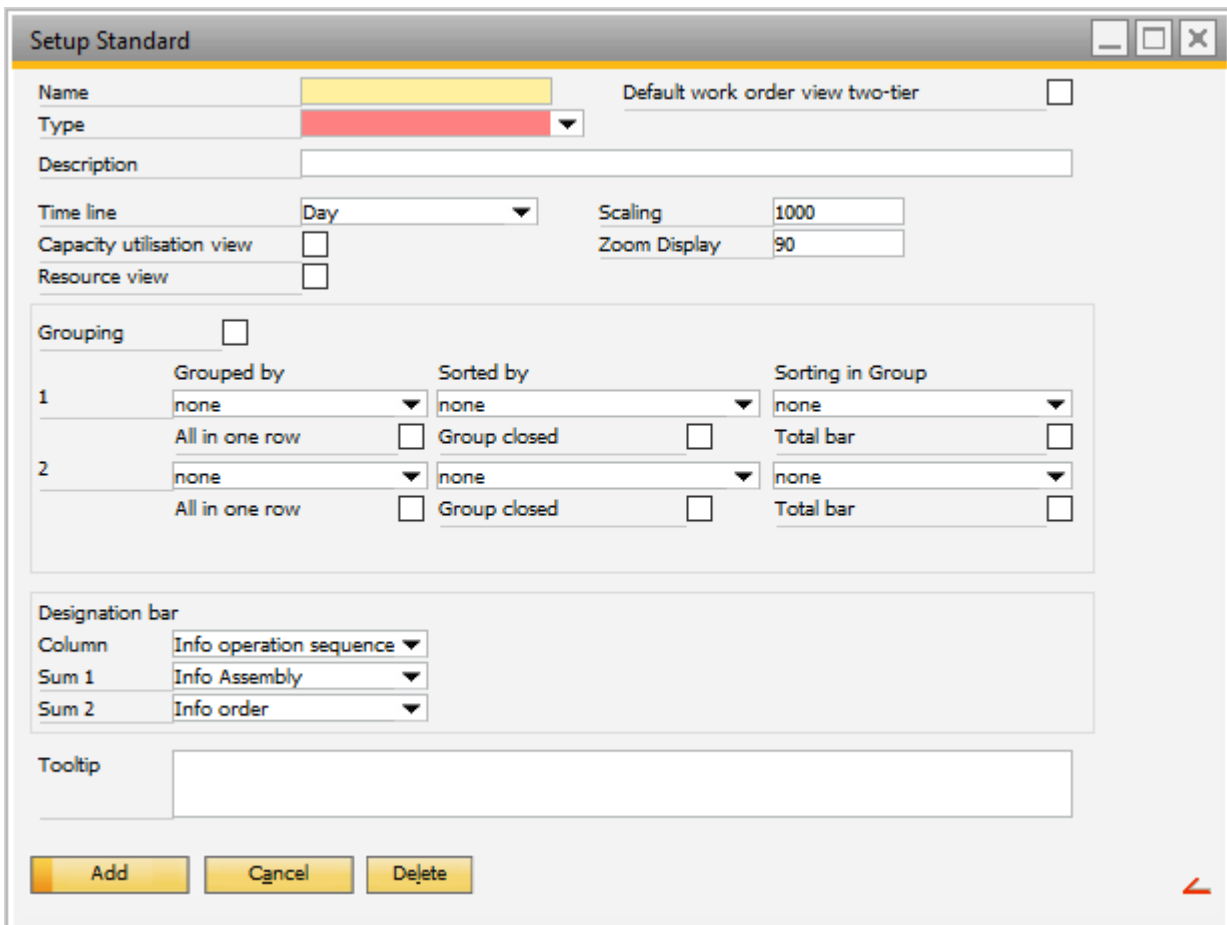 Setup Standard
Name Default work order view two-tier
Type
Description
Time line Day Scaling 1000
Capacity utilisation view Zoom Display 90
Resource view
Grouping
Grouped by Sorted by Sorting in Group
1 none none none
All in one row Group closed Total bar
2 none none none
All in one row Group closed Total bar
Designation bar
Column Info operation sequence
Sum 1 Info Assembly
Sum 2 Info order
Tooltip
Add Cancel Delete